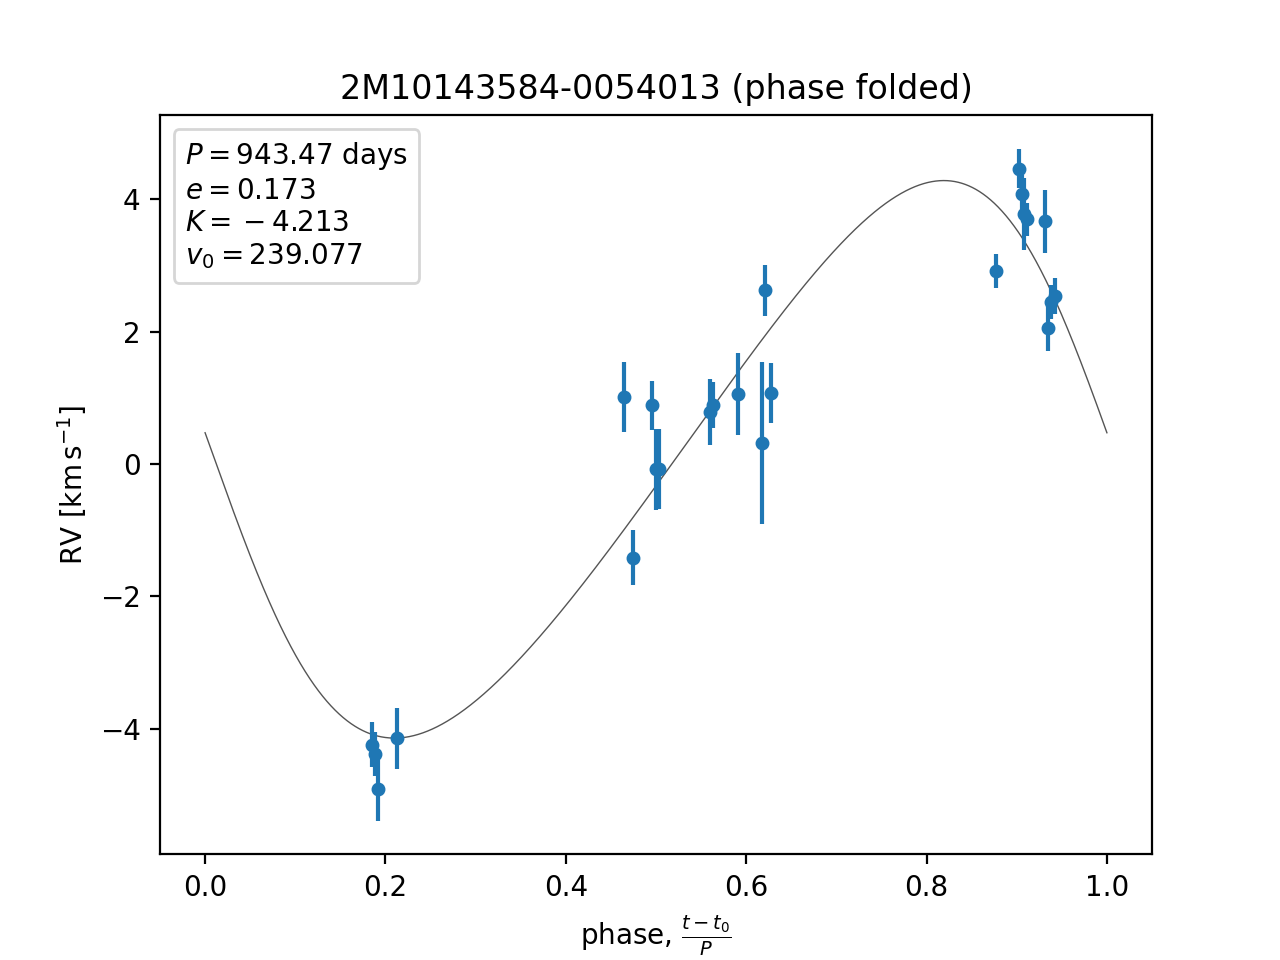 2M10143584-0054013 (phase folded)
P = 943.47 days
e = 0.173
K = −4.213
v₀ = 239.077
4
2
0
−2
−4
RV [km s⁻¹]
0.0 0.2 0.4 0.6 0.8 1.0
phase, (t − t₀)/P